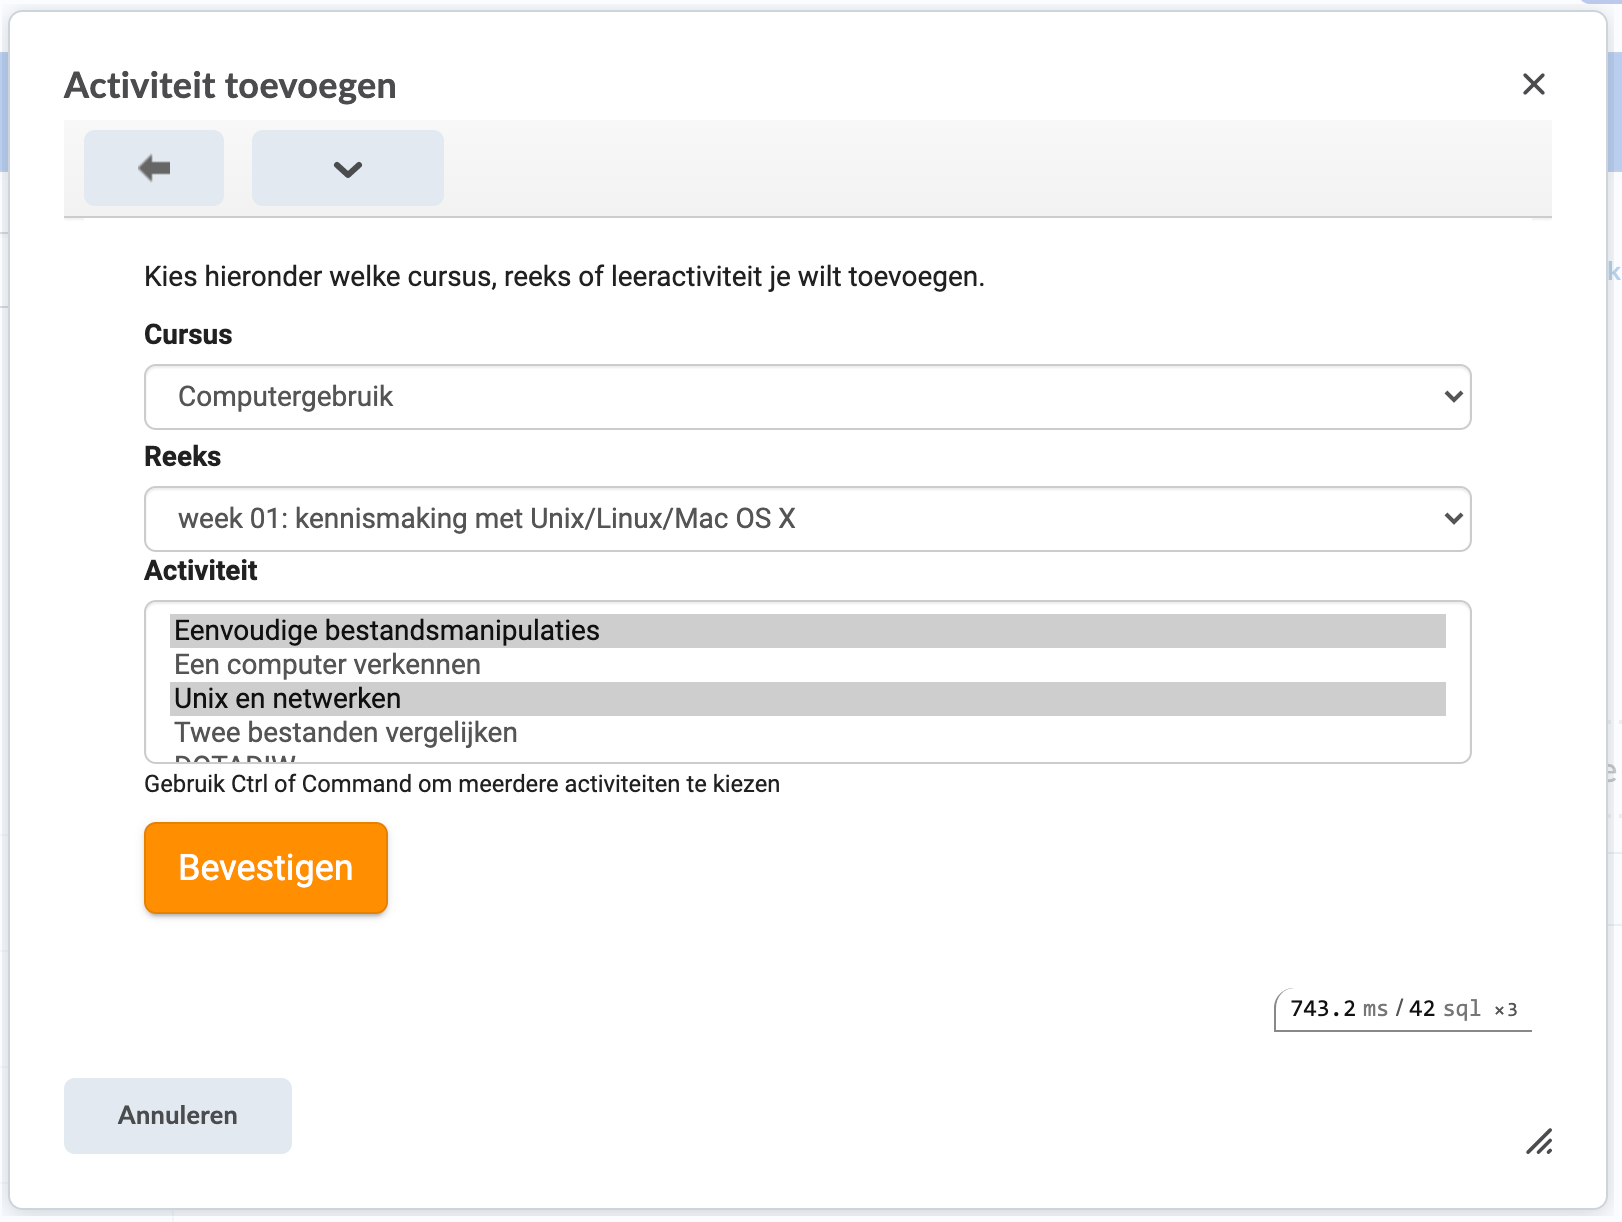 Activiteit toevoegen
Kies hieronder welke cursus, reeks of leeractiviteit je wilt toevoegen.
Cursus
Computergebruik
Reeks
week 01: kennismaking met Unix/Linux/Mac OS X
Activiteit
Eenvoudige bestandsmanipulaties
Een computer verkennen
Unix en netwerken
Twee bestanden vergelijken
Gebruik Ctrl of Command om meerdere activiteiten te kiezen
Bevestigen
743.2 ms / 42 sql ×3
Annuleren